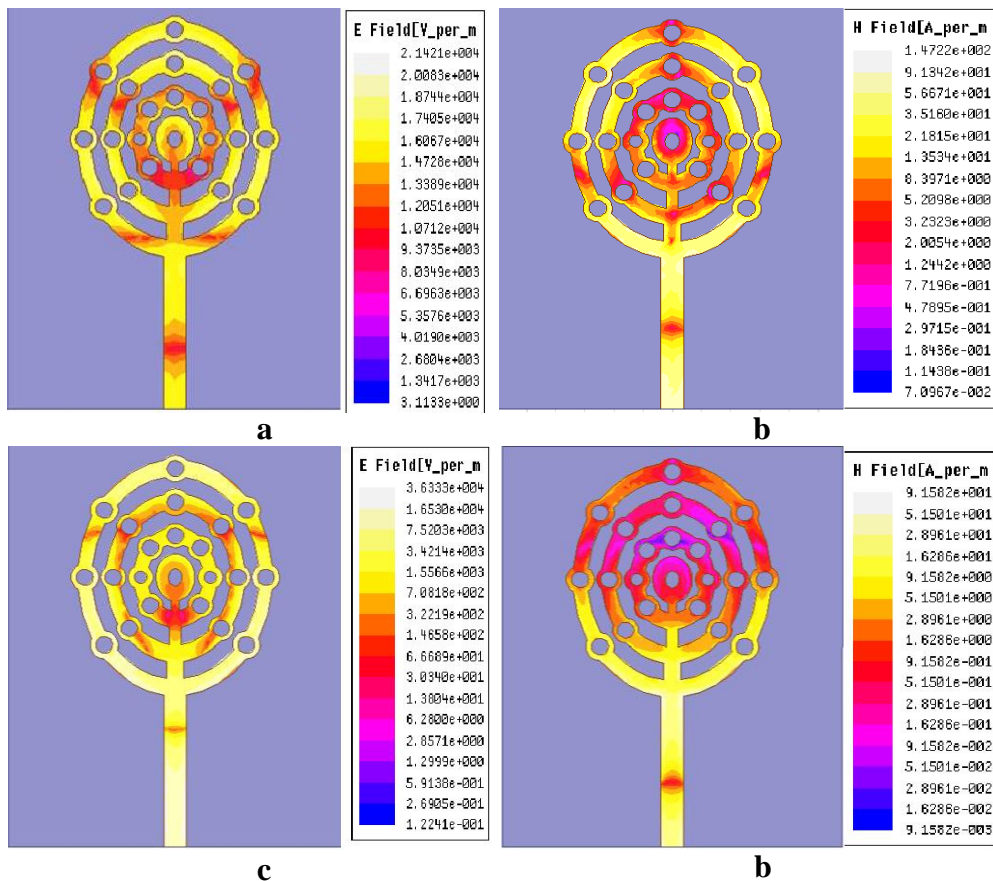 E Field[V_per_m
2.1421e+004
2.0083e+004
1.8744e+004
1.7405e+004
1.6067e+004
1.4728e+004
1.3389e+004
1.2051e+004
1.0712e+004
9.3735e+003
8.0349e+003
6.6963e+003
5.3576e+003
4.0190e+003
2.6804e+003
1.3417e+003
3.1133e+000
a
H Field[A_per_m
1.4722e+002
9.1342e+001
5.6671e+001
3.5160e+001
2.1815e+001
1.3534e+001
8.3971e+000
5.2098e+000
3.2323e+000
2.0054e+000
1.2442e+000
7.7196e-001
4.7895e-001
2.9715e-001
1.8436e-001
1.1438e-001
7.0967e-002
b
E Field[V_per_m
3.6333e+004
1.6530e+004
7.5203e+003
3.4214e+003
1.5566e+003
7.0818e+002
3.2219e+002
1.4658e+002
6.6689e+001
3.0340e+001
1.3804e+001
6.2800e+000
2.8571e+000
1.2999e+000
5.9138e-001
2.6905e-001
1.2241e-001
c
H Field[A_per_m
9.1582e+001
5.1501e+001
2.8961e+001
1.6286e+001
9.1582e+000
5.1501e+000
2.8961e+000
1.6286e+000
9.1582e-001
5.1501e-001
2.8961e-001
1.6286e-001
9.1582e-002
5.1501e-002
2.8961e-002
1.6286e-002
9.1582e-003
b